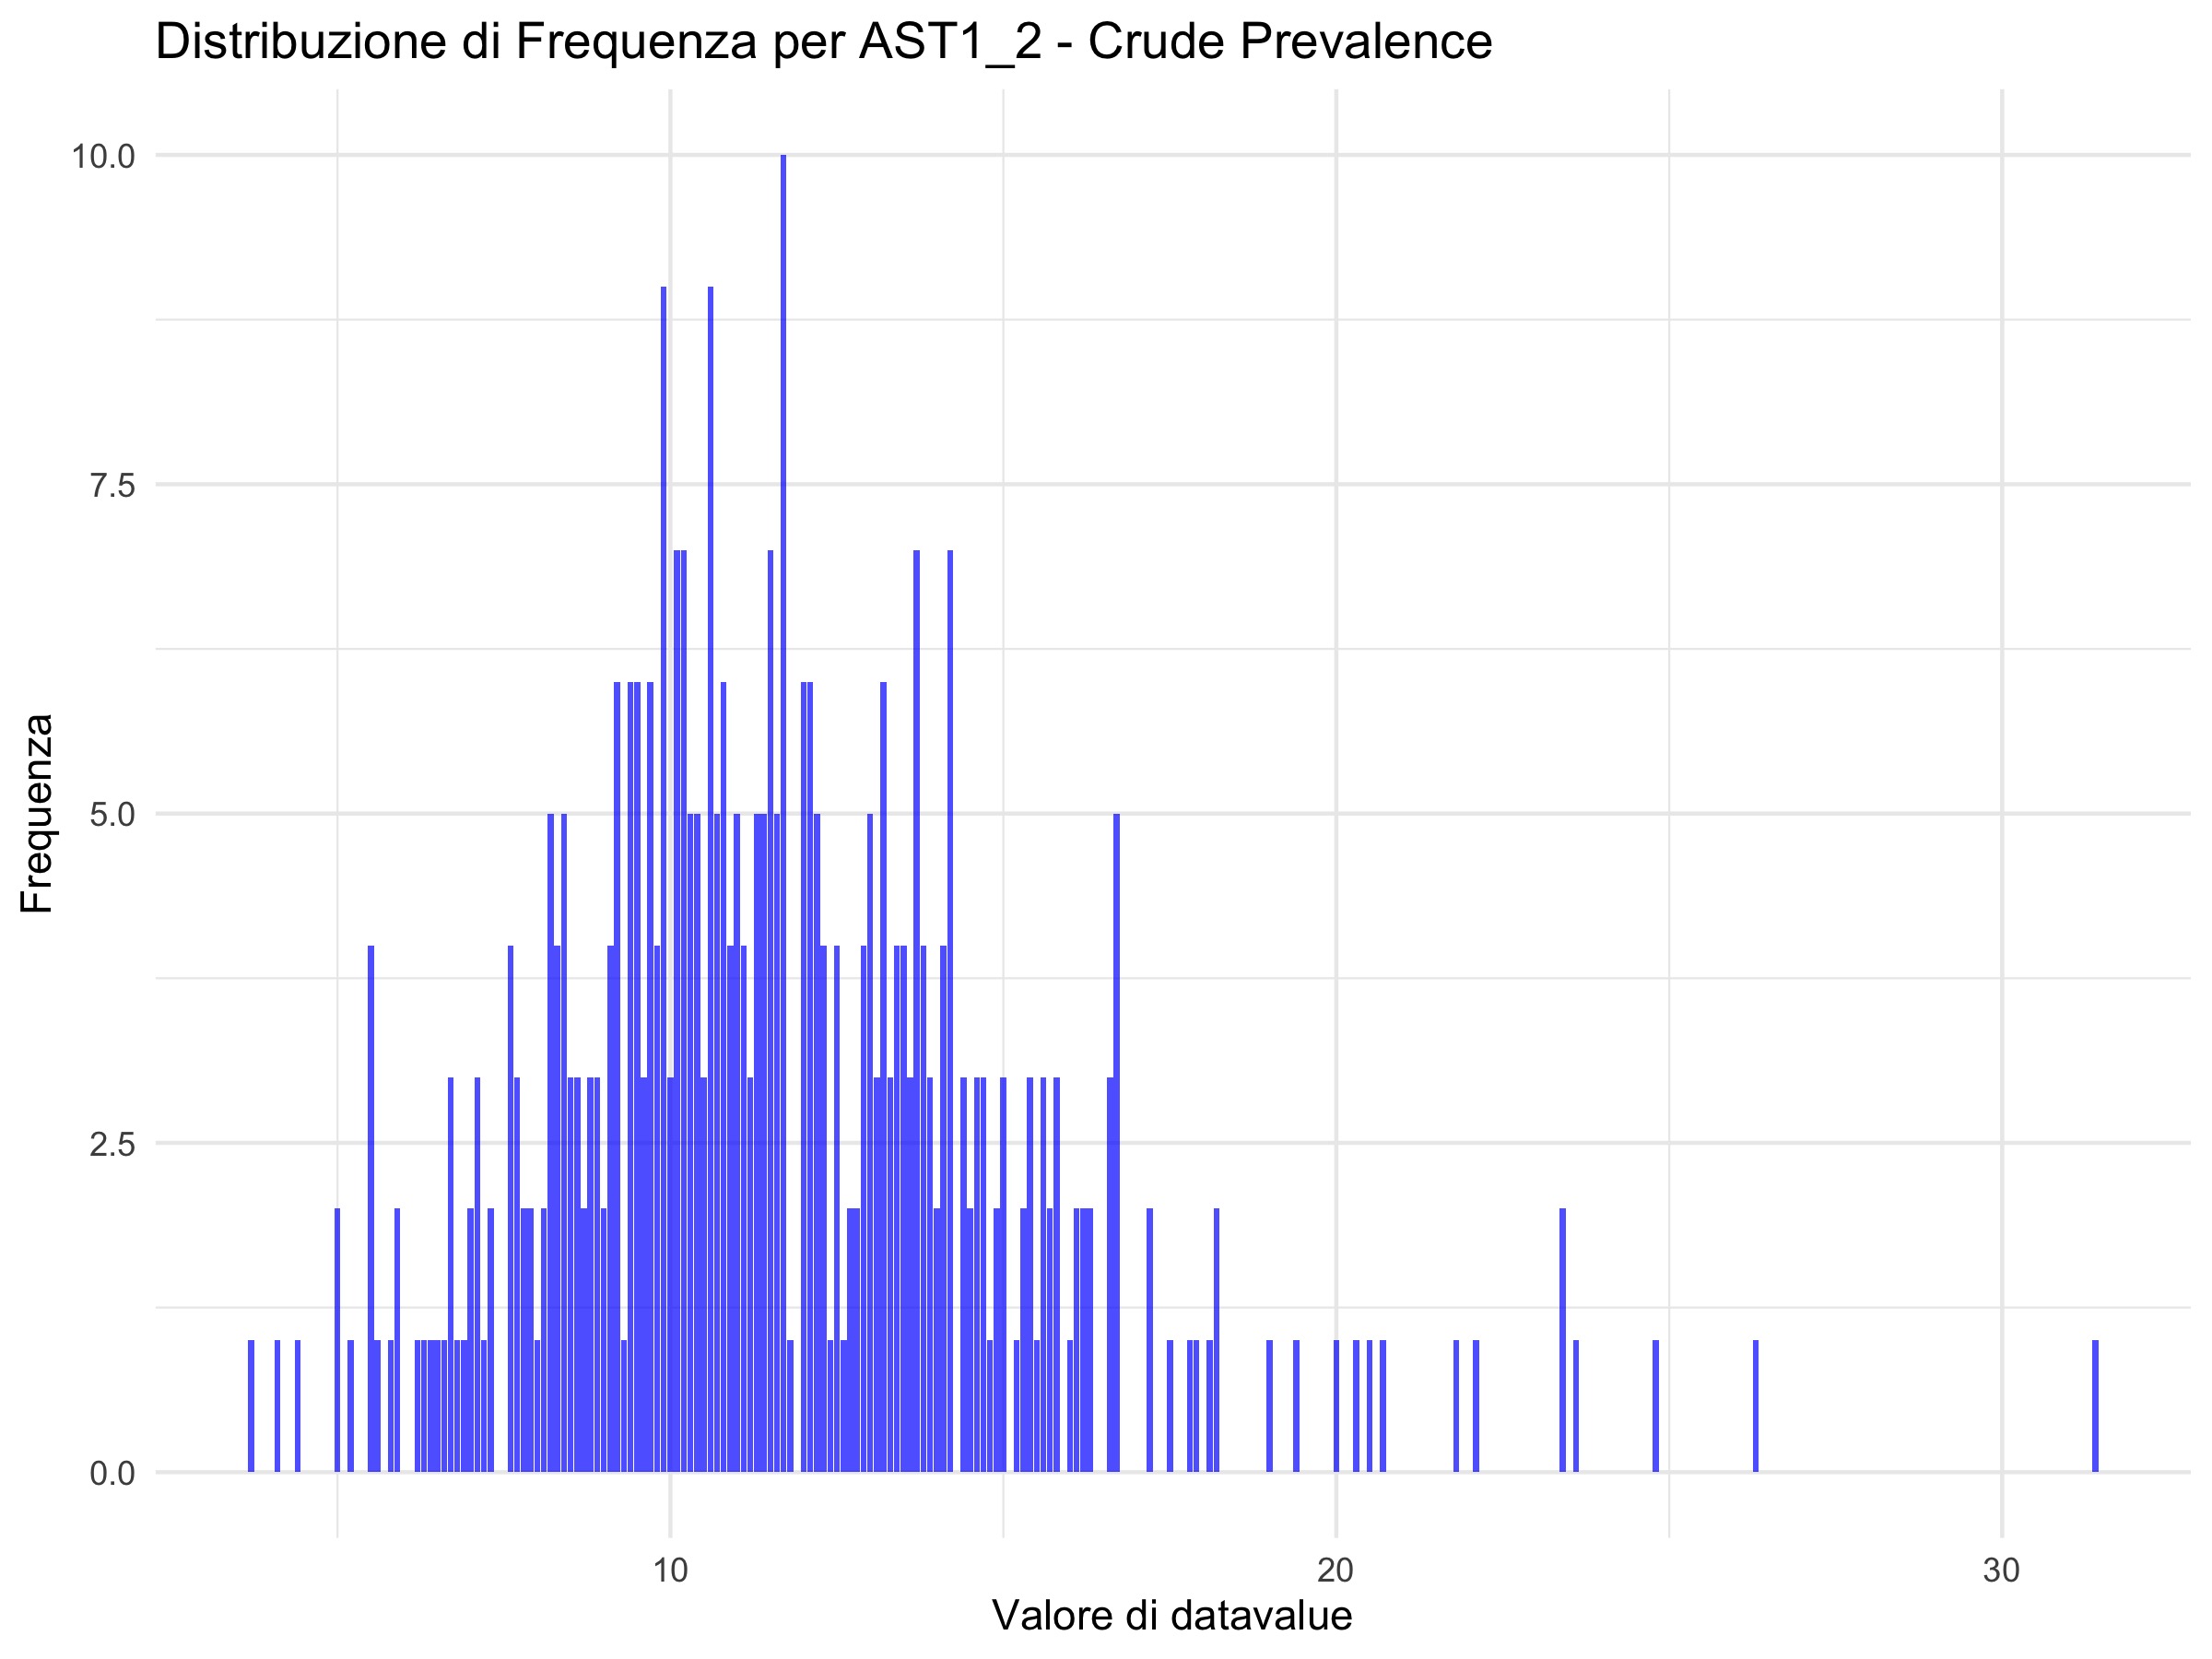 Distribuzione di Frequenza per AST1_2 - Crude Prevalence
10.0
7.5
5.0
2.5
0.0
Frequenza
10 20 30
Valore di datavalue